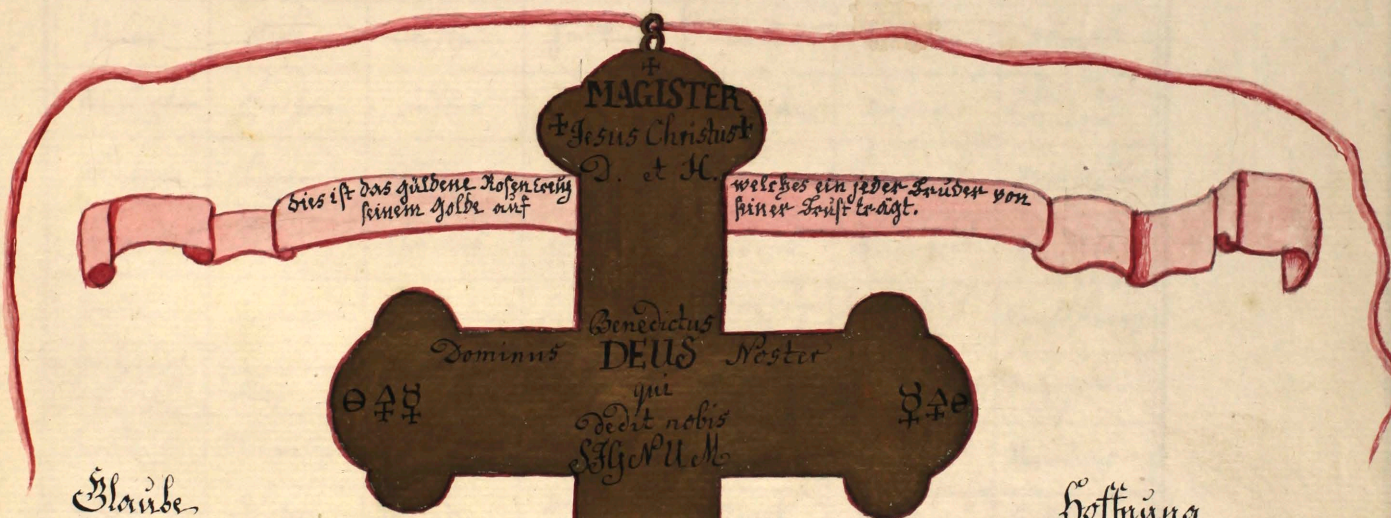 ✠
MAGISTER
✠ Jesus Christus ✠
D. et H.
Dies ist das güldene Rosencreuz
seinem Golde auf
welches ein jeder Bruder von
seiner Brust trägt.
Benedictus
Dominus DEUS Noster
qui
dedit nobis
SIGNUM
🜔 🜍 ☿ ☿ 🜍 🜔
Glaube
Hoffnung